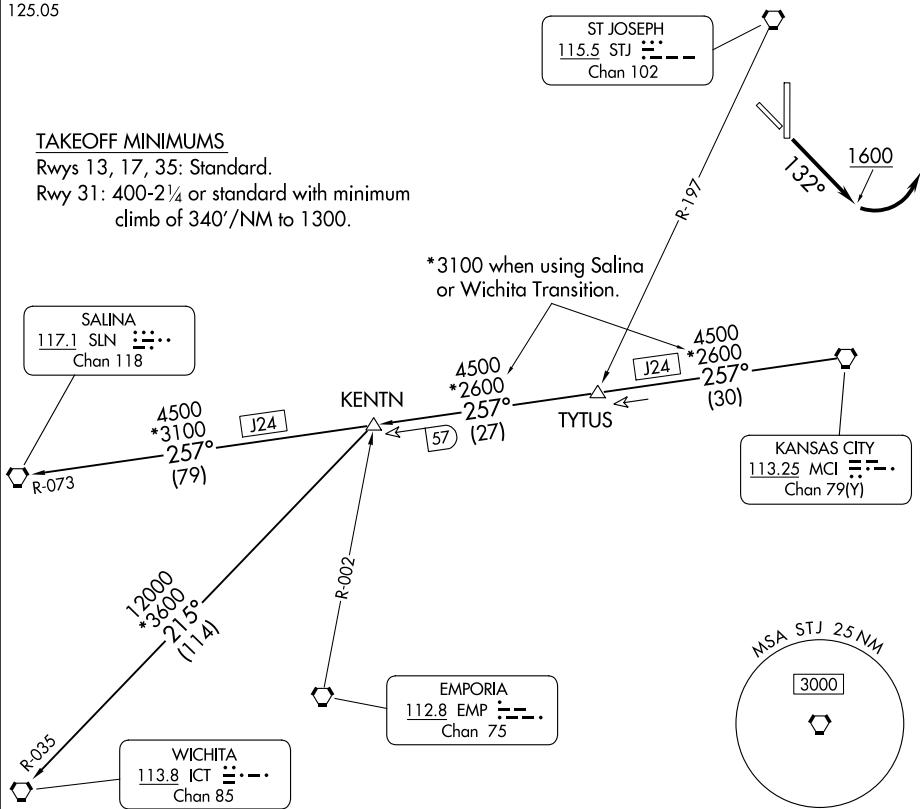 125.05
ST JOSEPH
115.5 STJ
Chan 102
TAKEOFF MINIMUMS
Rwys 13, 17, 35: Standard.
Rwy 31: 400-2¼ or standard with minimum
climb of 340'/NM to 1300.
132°
1600
R-197
*3100 when using Salina
or Wichita Transition.
SALINA
117.1 SLN
Chan 118
4500
*2600
257°
(30)
J24
TYTUS
4500
*2600
257°
(27)
57
KENTN
4500
*3100
257°
(79)
J24
R-073
KANSAS CITY
113.25 MCI
Chan 79(Y)
R-002
12000
*3600
215°
(114)
R-035
EMPORIA
112.8 EMP
Chan 75
WICHITA
113.8 ICT
Chan 85
MSA STJ 25 NM
3000